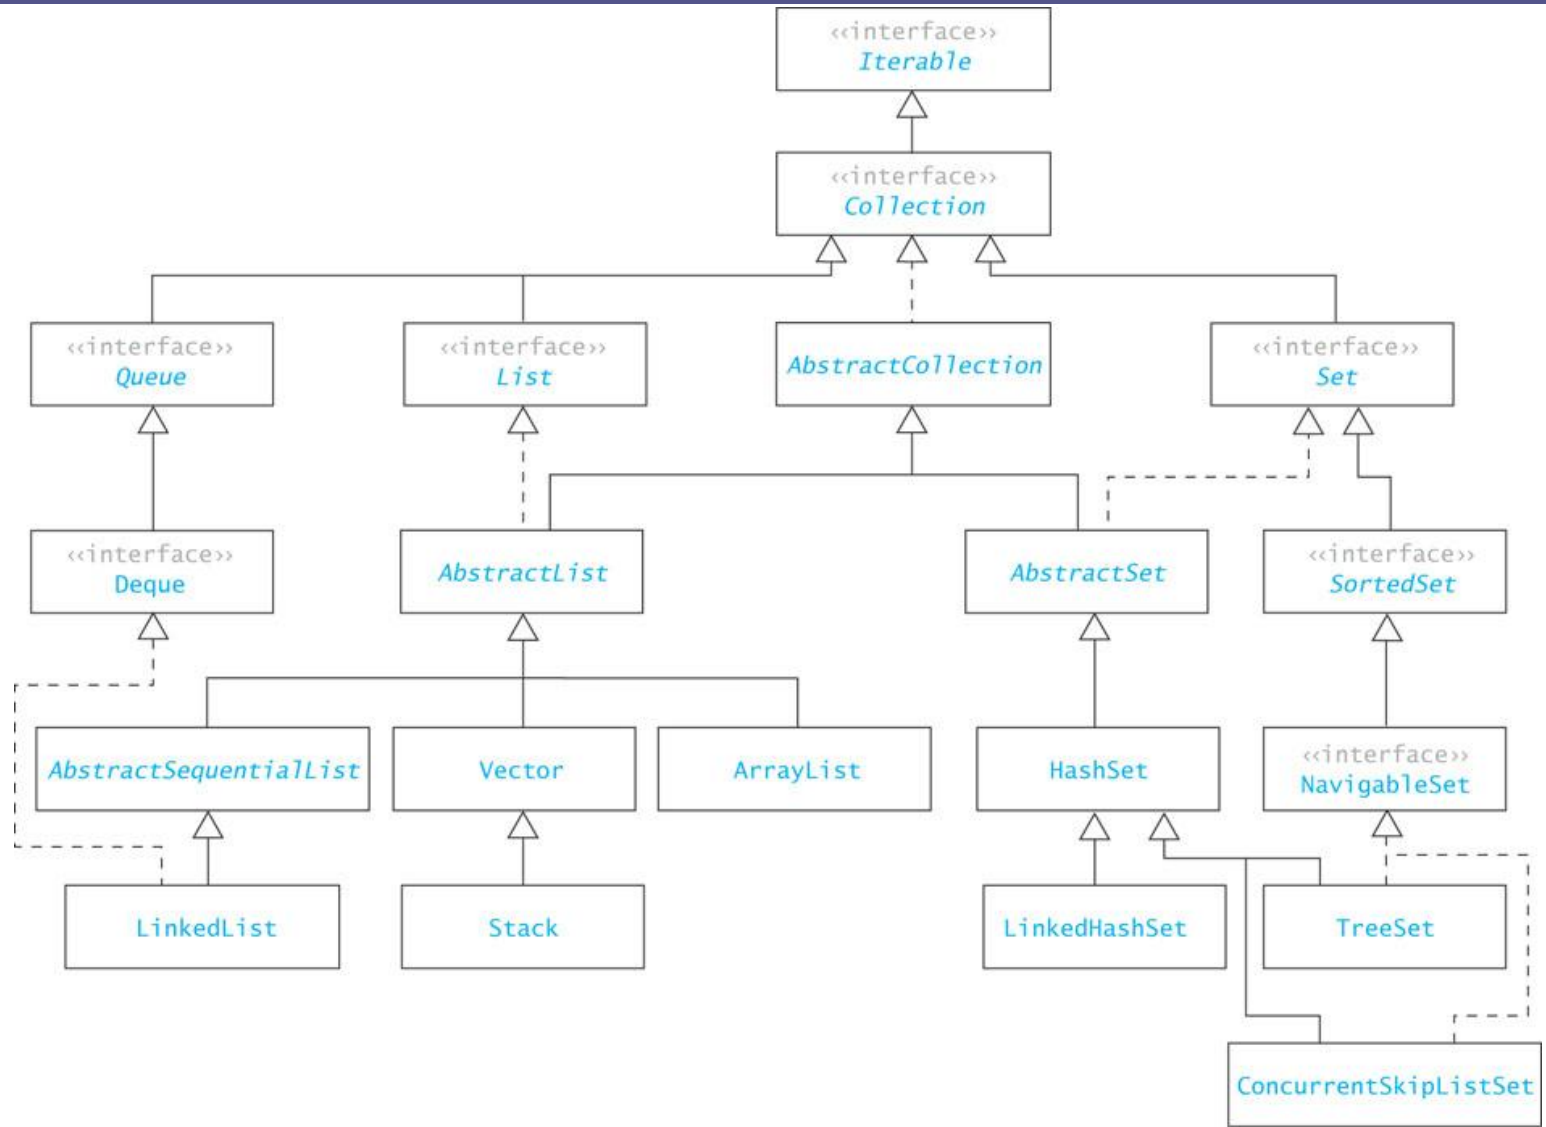 ‹‹interface››
Iterable
‹‹interface››
Collection
‹‹interface››
Queue
‹‹interface››
List
AbstractCollection
‹‹interface››
Set
‹‹interface››
Deque
AbstractList
AbstractSet
‹‹interface››
SortedSet
AbstractSequentialList
Vector
ArrayList
HashSet
‹‹interface››
NavigableSet
LinkedList
Stack
LinkedHashSet
TreeSet
ConcurrentSkipListSet